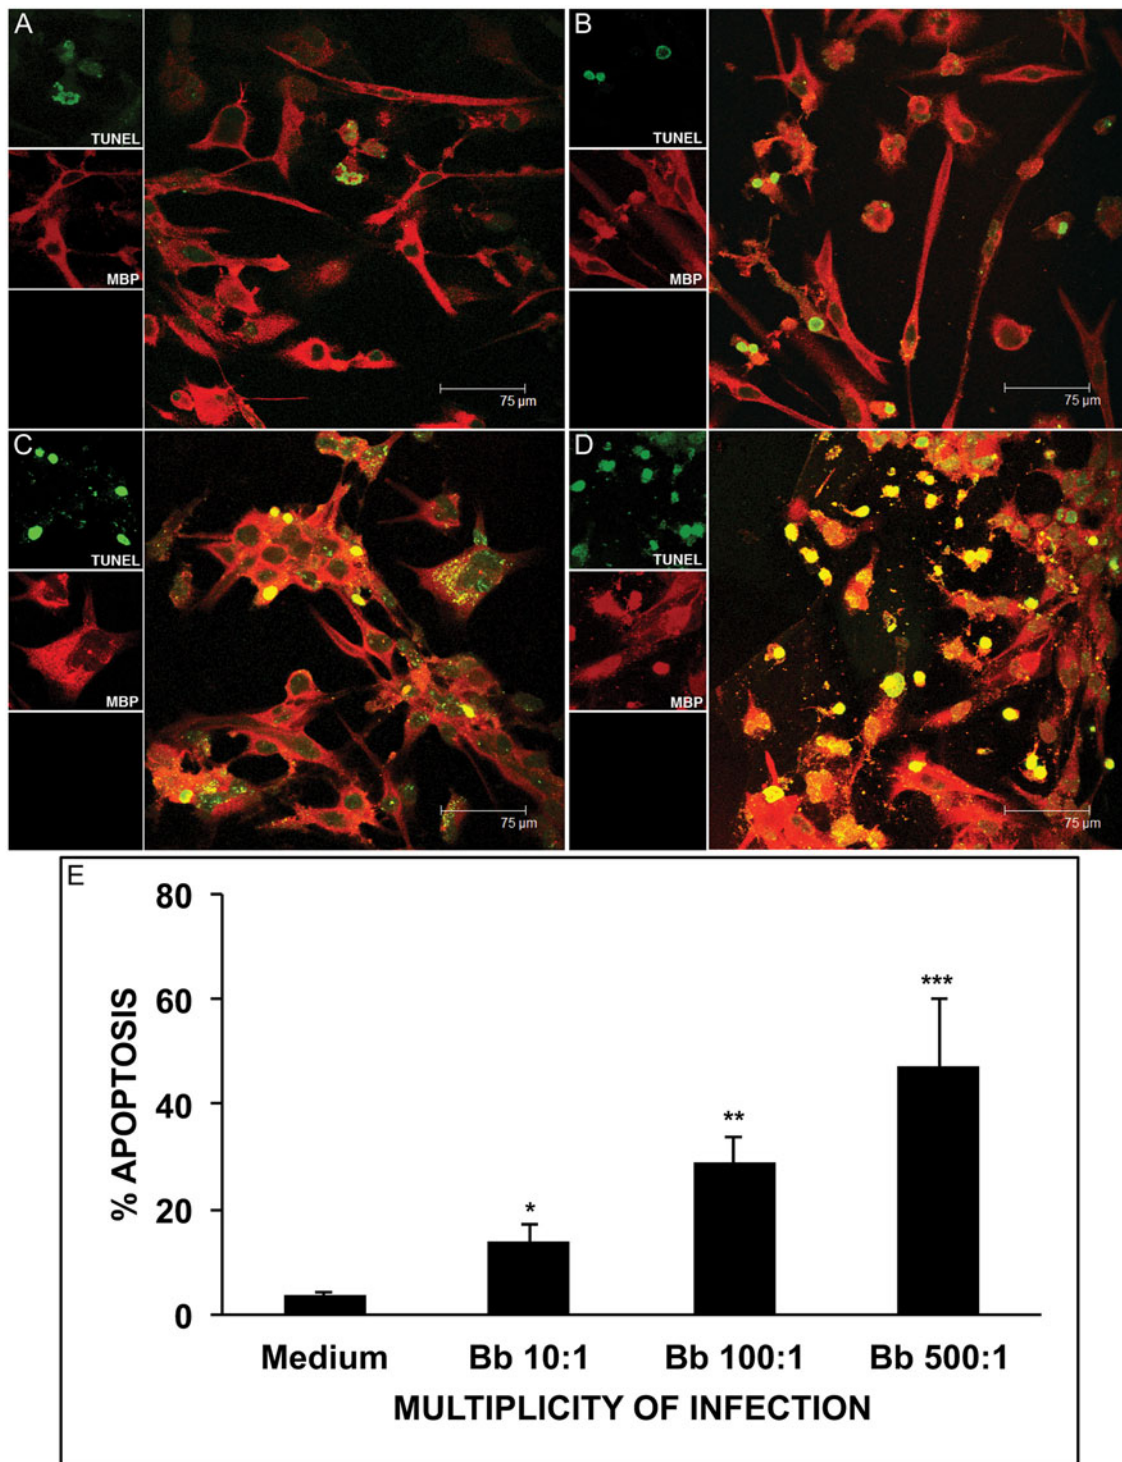 A
TUNEL
MBP
75 µm
B
TUNEL
MBP
75 µm
C
TUNEL
MBP
75 µm
D
TUNEL
MBP
75 µm
E
% APOPTOSIS
80
60
40
20
0
*
**
***
Medium Bb 10:1 Bb 100:1 Bb 500:1
MULTIPLICITY OF INFECTION